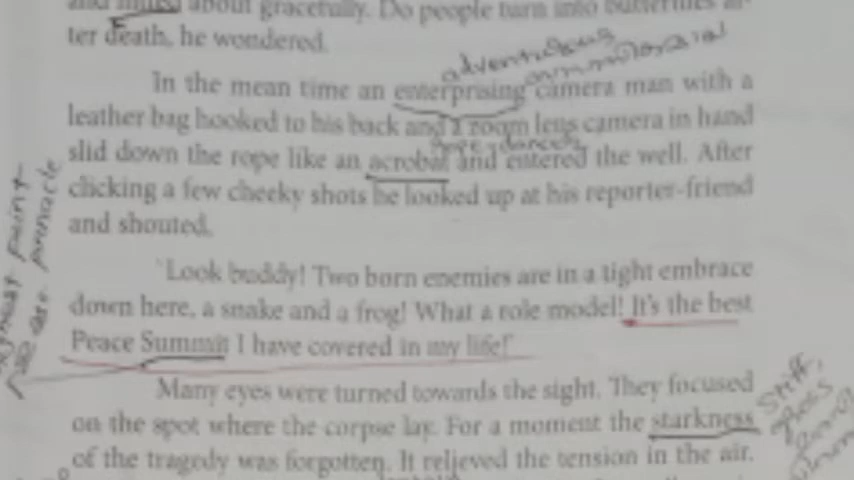 about gracefully. Do people turn into butterflies af-
ter death, he wondered.
adventurous
In the mean time an enterprising camera man with a
leather bag hooked to his back and a zoom lens camera in hand
rope dancer
slid down the rope like an acrobat and entered the well. After
clicking a few cheeky shots he looked up at his reporter-friend
and shouted,
'Look buddy! Two born enemies are in a tight embrace
down here, a snake and a frog! What a role model! It's the best
Peace Summit I have covered in my life!'
highest point
pinnacle
Many eyes were turned towards the sight. They focused
on the spot where the corpse lay. For a moment the starkness
of the tragedy was forgotten. It relieved the tension in the air.
stiff,